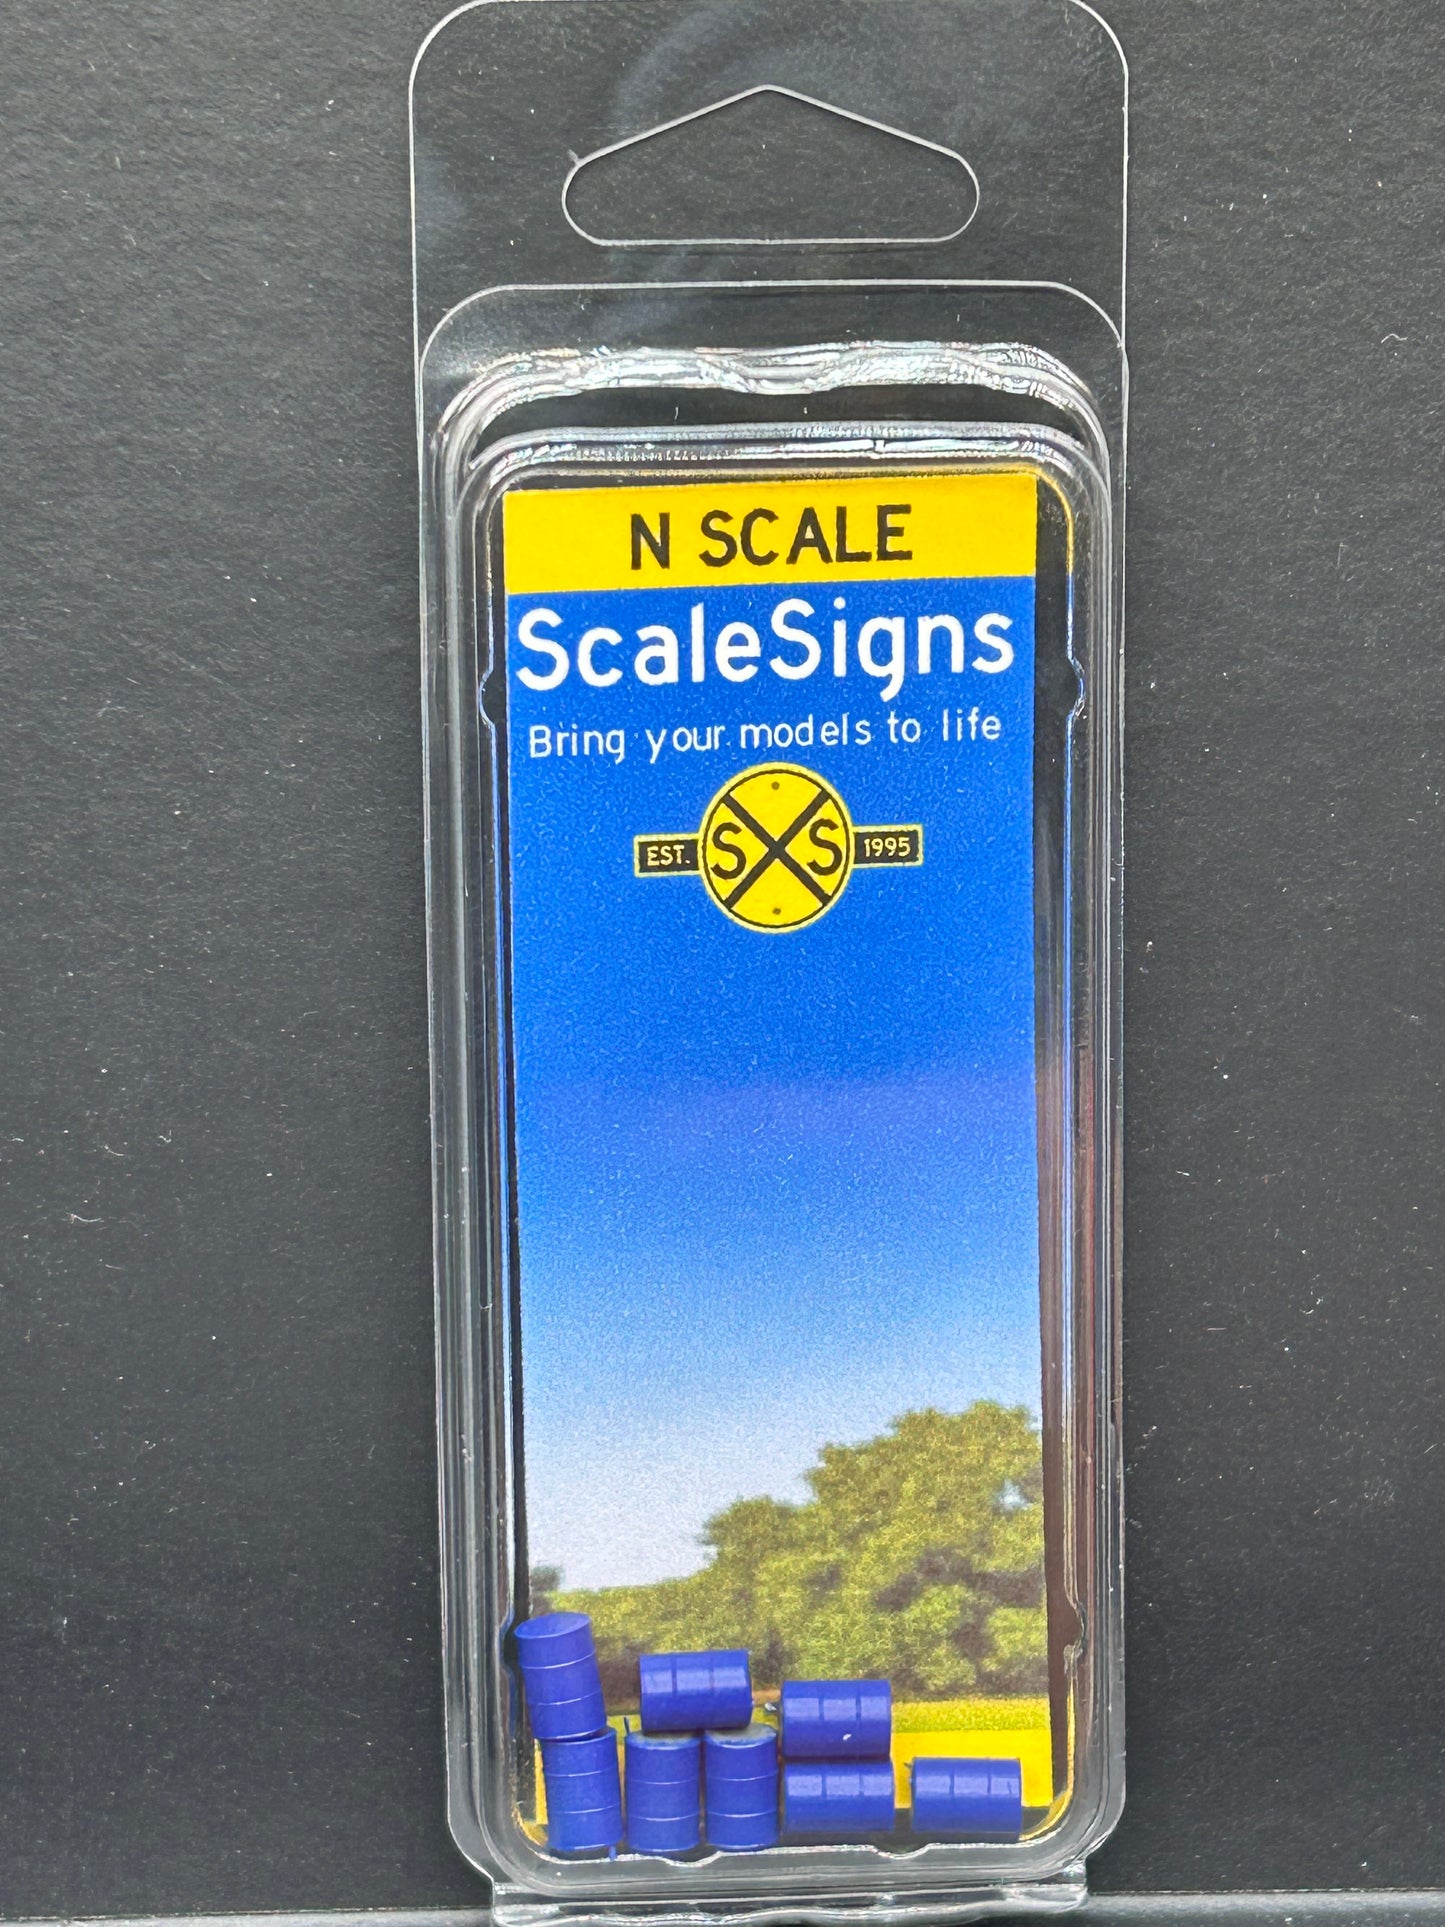 N SCALE
ScaleSigns
Bring your models to life
EST. S S 1995